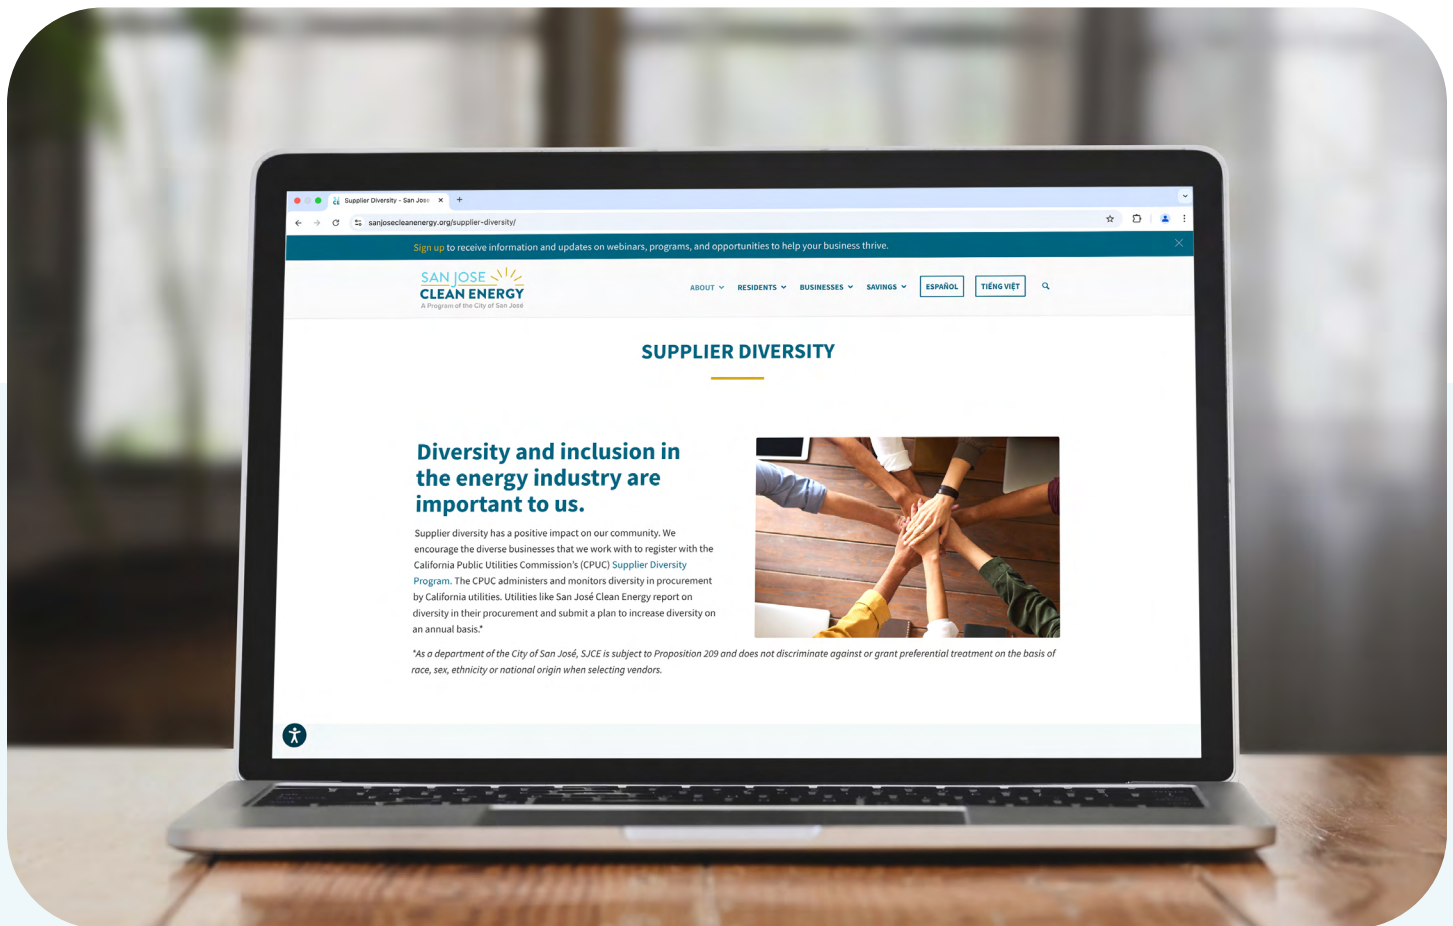 Supplier Diversity - San Jose
sanjosecleanenergy.org/supplier-diversity/
Sign up to receive information and updates on webinars, programs, and opportunities to help your business thrive.
SAN JOSE
CLEAN ENERGY
A Program of the City of San José
ABOUT RESIDENTS BUSINESSES SAVINGS ESPAÑOL TIẾNG VIỆT
SUPPLIER DIVERSITY
Diversity and inclusion in
the energy industry are
important to us.
Supplier diversity has a positive impact on our community. We
encourage the diverse businesses that we work with to register with the
California Public Utilities Commission's (CPUC) Supplier Diversity
Program. The CPUC administers and monitors diversity in procurement
by California utilities. Utilities like San José Clean Energy report on
diversity in their procurement and submit a plan to increase diversity on
an annual basis.*
*As a department of the City of San José, SJCE is subject to Proposition 209 and does not discriminate against or grant preferential treatment on the basis of
race, sex, ethnicity or national origin when selecting vendors.